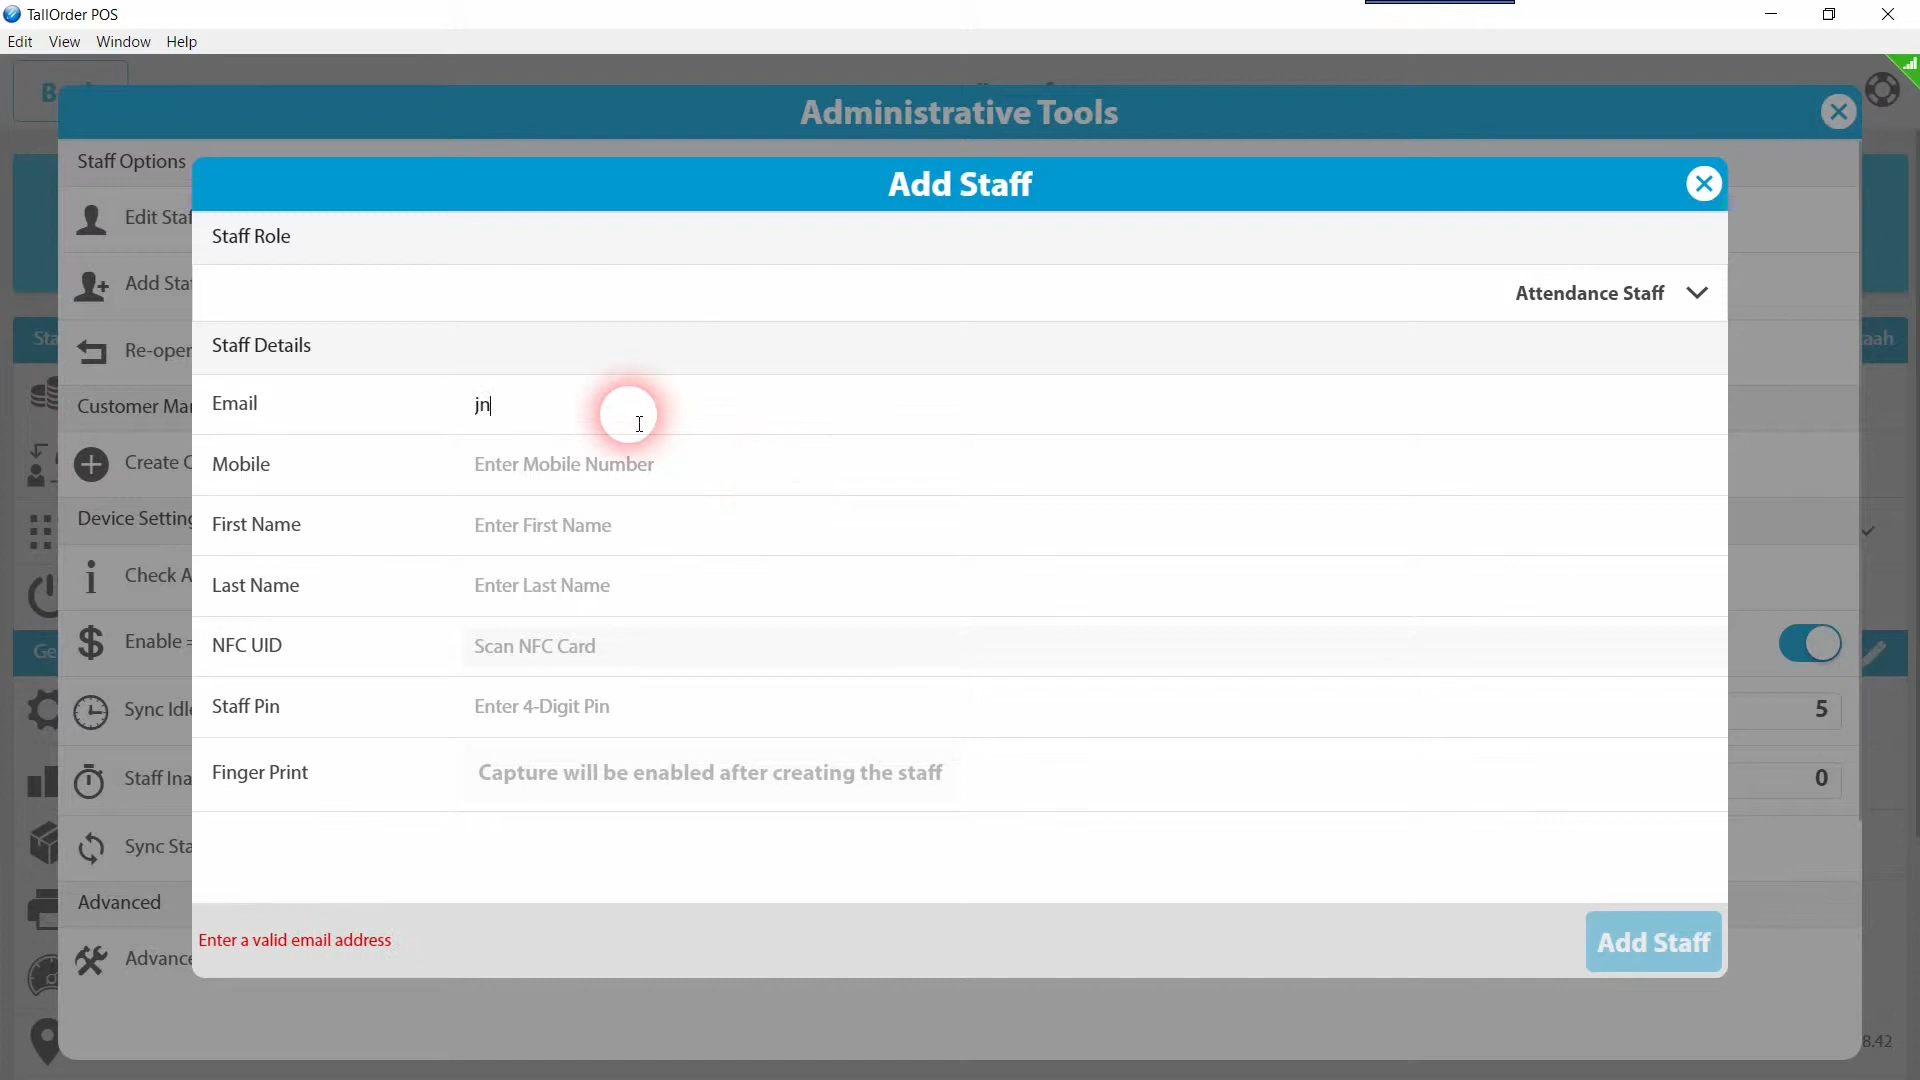 TallOrder POS
Edit View Window Help
Administrative Tools
Staff Options
Add Staff
Edit Staf
Staff Role
Add Sta
Attendance Staff
Staff Details
Re-oper
Customer Mar
Email jn
Create C
Mobile Enter Mobile Number
Device Setting
First Name Enter First Name
Check A
Last Name Enter Last Name
Enable =
NFC UID Scan NFC Card
Sync Idl
Staff Pin Enter 4-Digit Pin
5
Staff Ina
Finger Print Capture will be enabled after creating the staff
0
Sync Sta
Advanced
Enter a valid email address
Add Staff
Advance
8.42